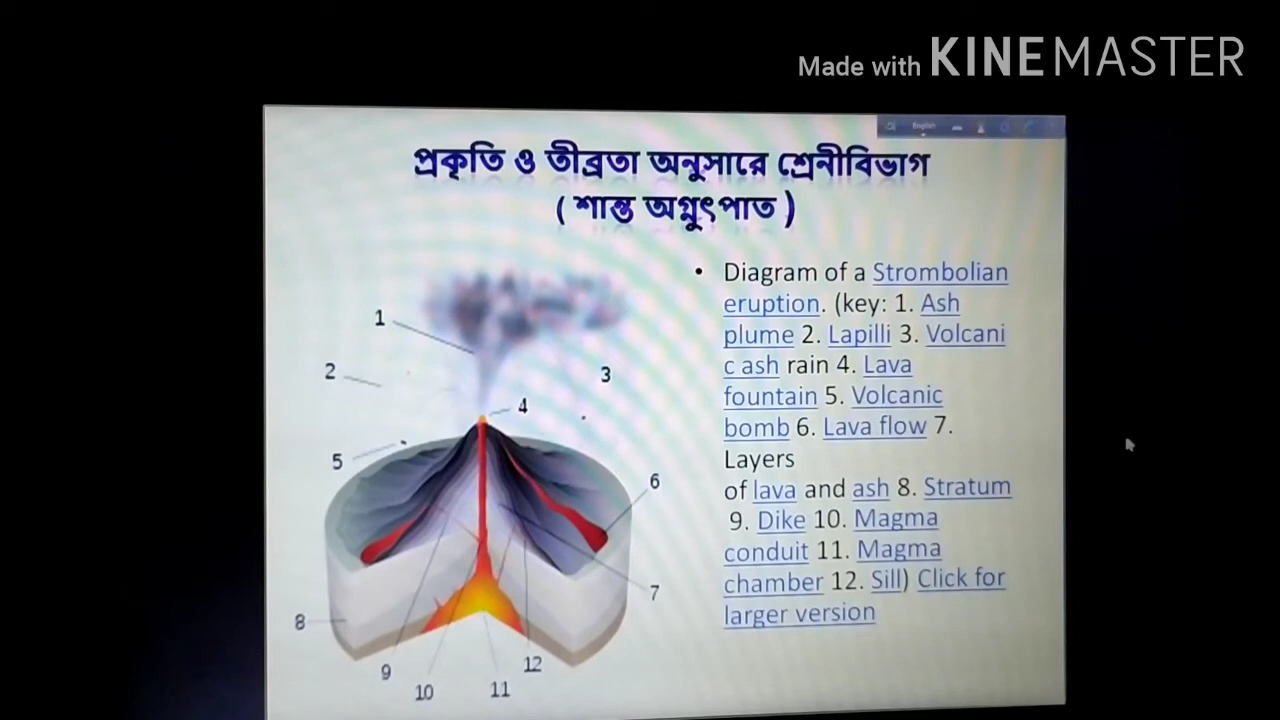 Made with KINEMASTER
English
প্রকৃতি ও তীব্রতা অনুসারে শ্রেনীবিভাগ
( শান্ত অগ্নুৎপাত )
• Diagram of a Strombolian
eruption. (key: 1. Ash
plume 2. Lapilli 3. Volcani
c ash rain 4. Lava
fountain 5. Volcanic
bomb 6. Lava flow 7.
Layers
of lava and ash 8. Stratum
9. Dike 10. Magma
conduit 11. Magma
chamber 12. Sill) Click for
larger version
1
2
3
4
5
6
7
8
9
10
11
12